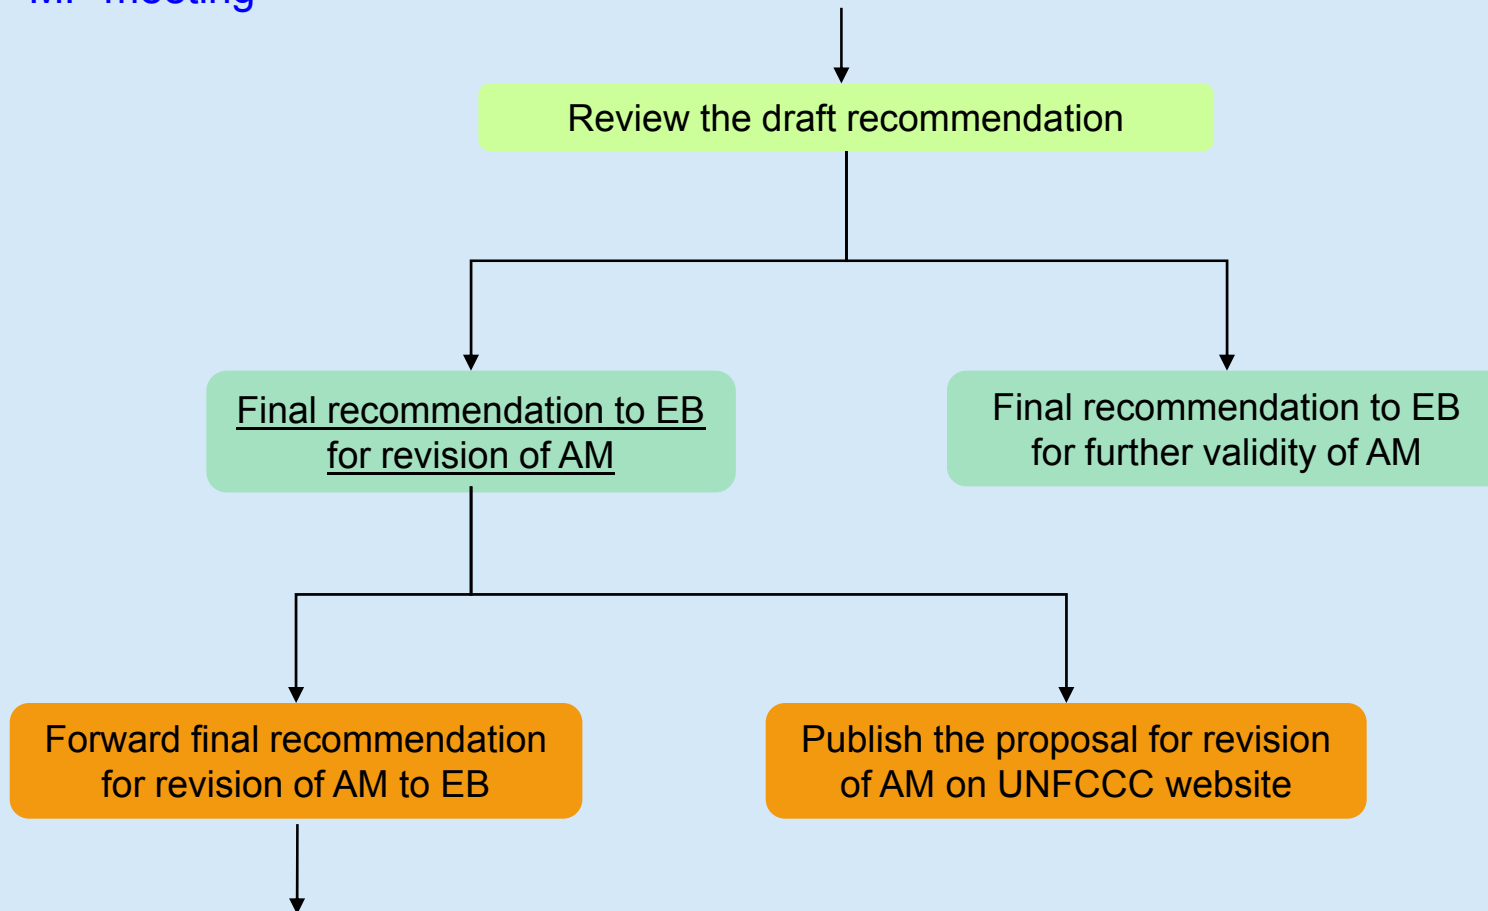 MP meeting
Review the draft recommendation
Final recommendation to EB
for revision of AM
Final recommendation to EB
for further validity of AM
Forward final recommendation
for revision of AM to EB
Publish the proposal for revision
of AM on UNFCCC website